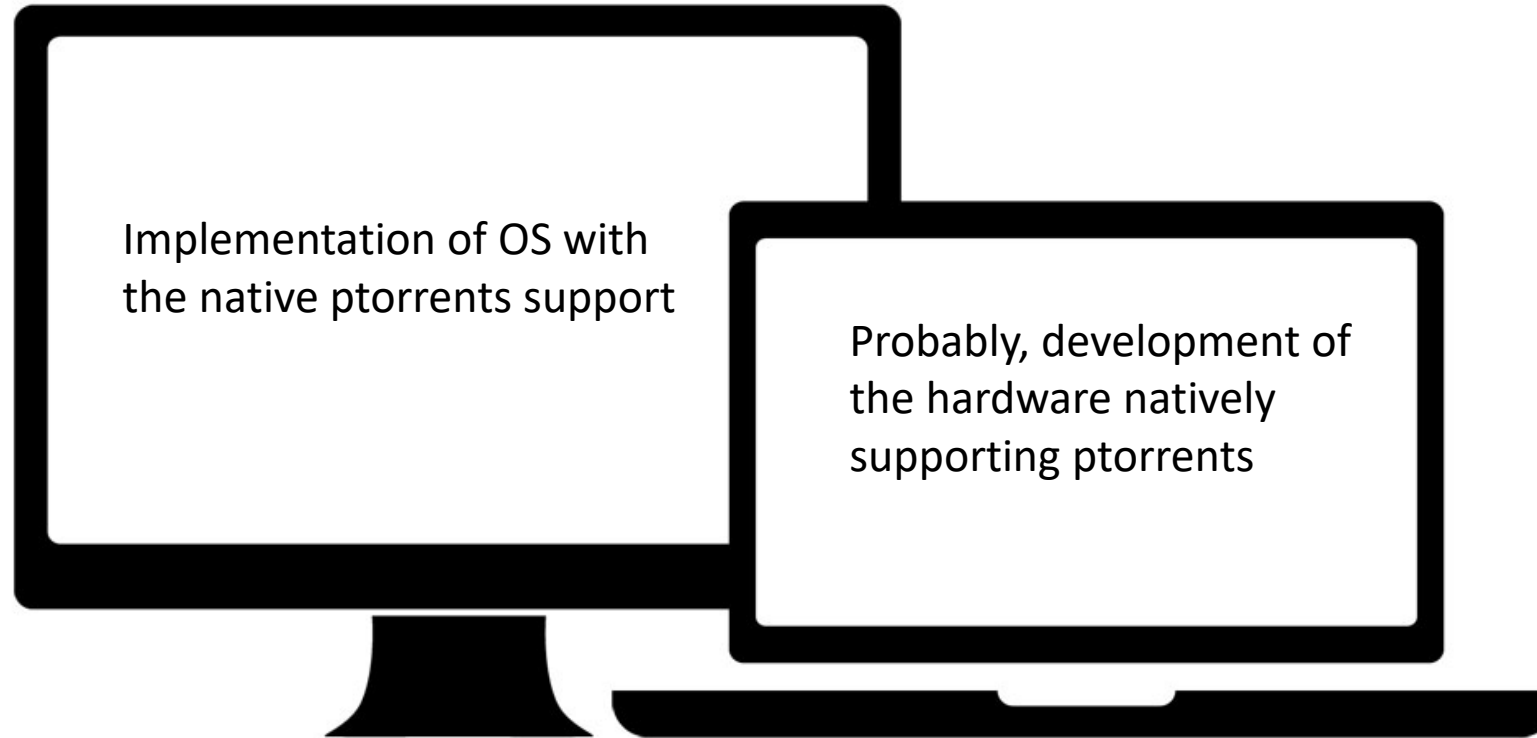 Implementation of OS with
the native ptorrents support
Probably, development of
the hardware natively
supporting ptorrents